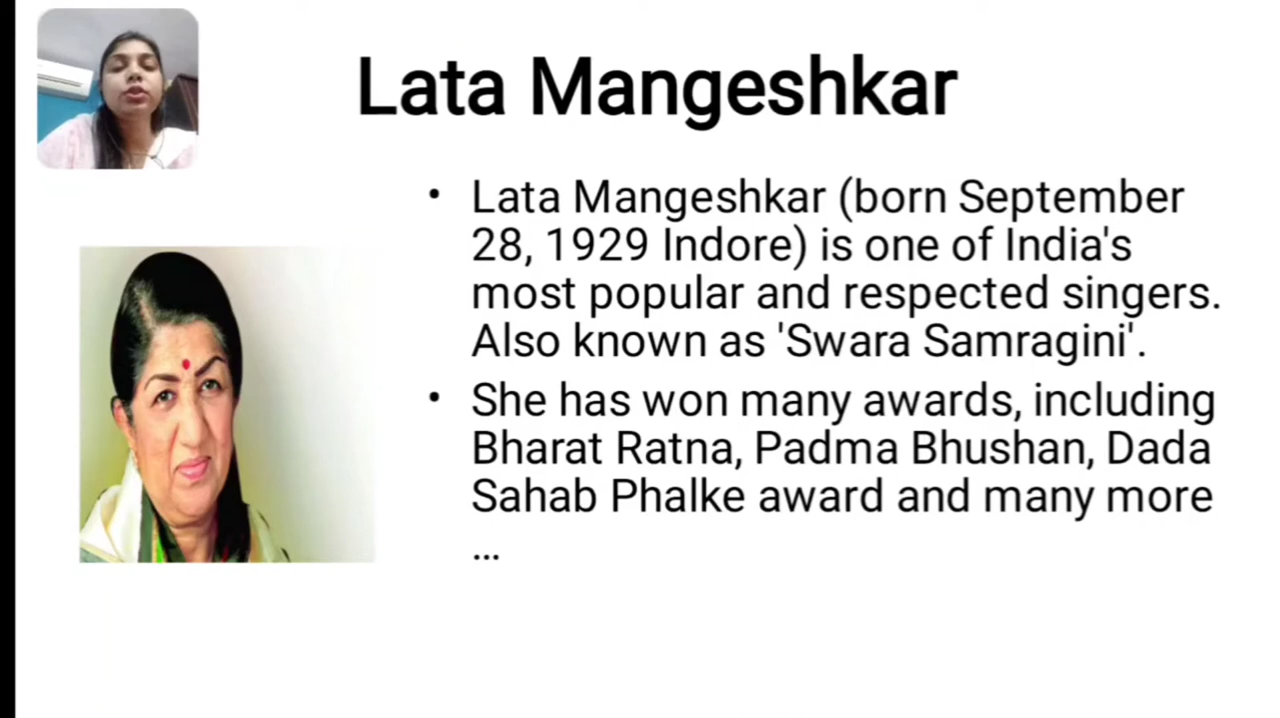 Lata Mangeshkar
• Lata Mangeshkar (born September
28, 1929 Indore) is one of India's
most popular and respected singers.
Also known as 'Swara Samragini'.
• She has won many awards, including
Bharat Ratna, Padma Bhushan, Dada
Sahab Phalke award and many more
...